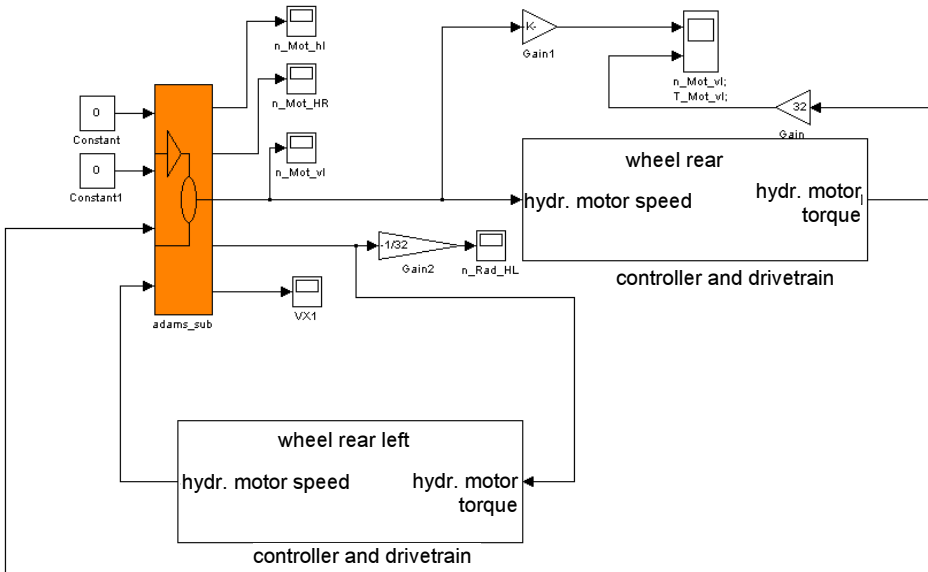 n_Mot_hl
n_Mot_HR
0
Constant
0
Constant1
n_Mot_vl
K-
Gain1
n_Mot_vl;
T_Mot_vl;
32
Gain
wheel rear
hydr. motor speed
hydr. motor
torque
controller and drivetrain
-1/32
Gain2
n_Rad_HL
VX1
adams_sub
wheel rear left
hydr. motor speed
hydr. motor
torque
controller and drivetrain